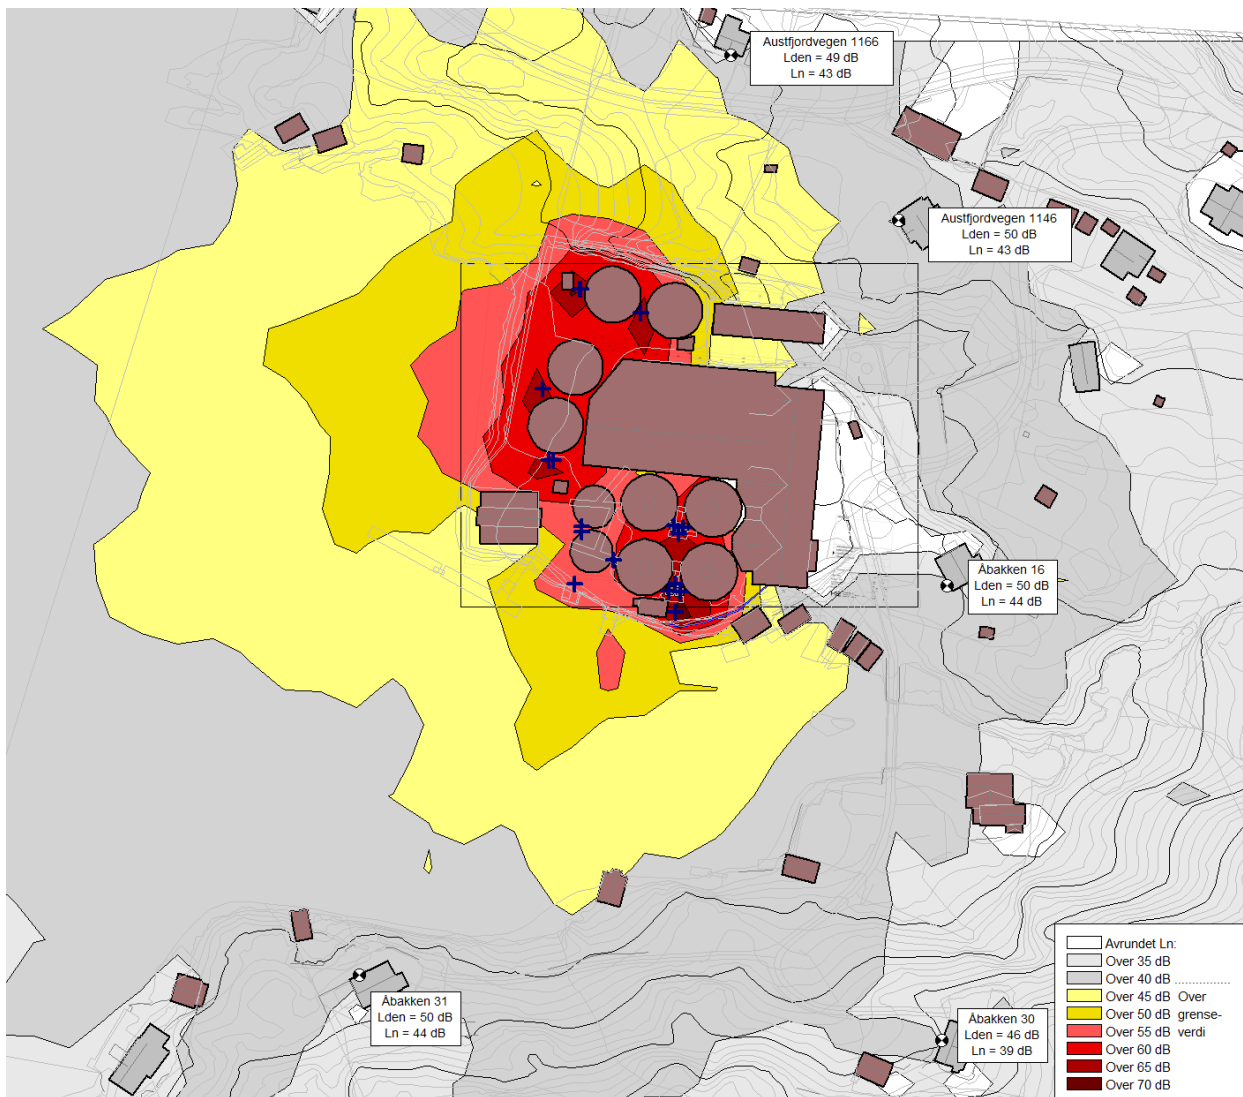 Austfjordvegen 1166
Lden = 49 dB
Ln = 43 dB
Austfjordvegen 1146
Lden = 50 dB
Ln = 43 dB
Åbakken 16
Lden = 50 dB
Ln = 44 dB
Åbakken 31
Lden = 50 dB
Ln = 44 dB
Åbakken 30
Lden = 46 dB
Ln = 39 dB
Avrundet Ln:
Over 35 dB
Over 40 dB ..............
Over 45 dB Over
Over 50 dB grense-
Over 55 dB verdi
Over 60 dB
Over 65 dB
Over 70 dB